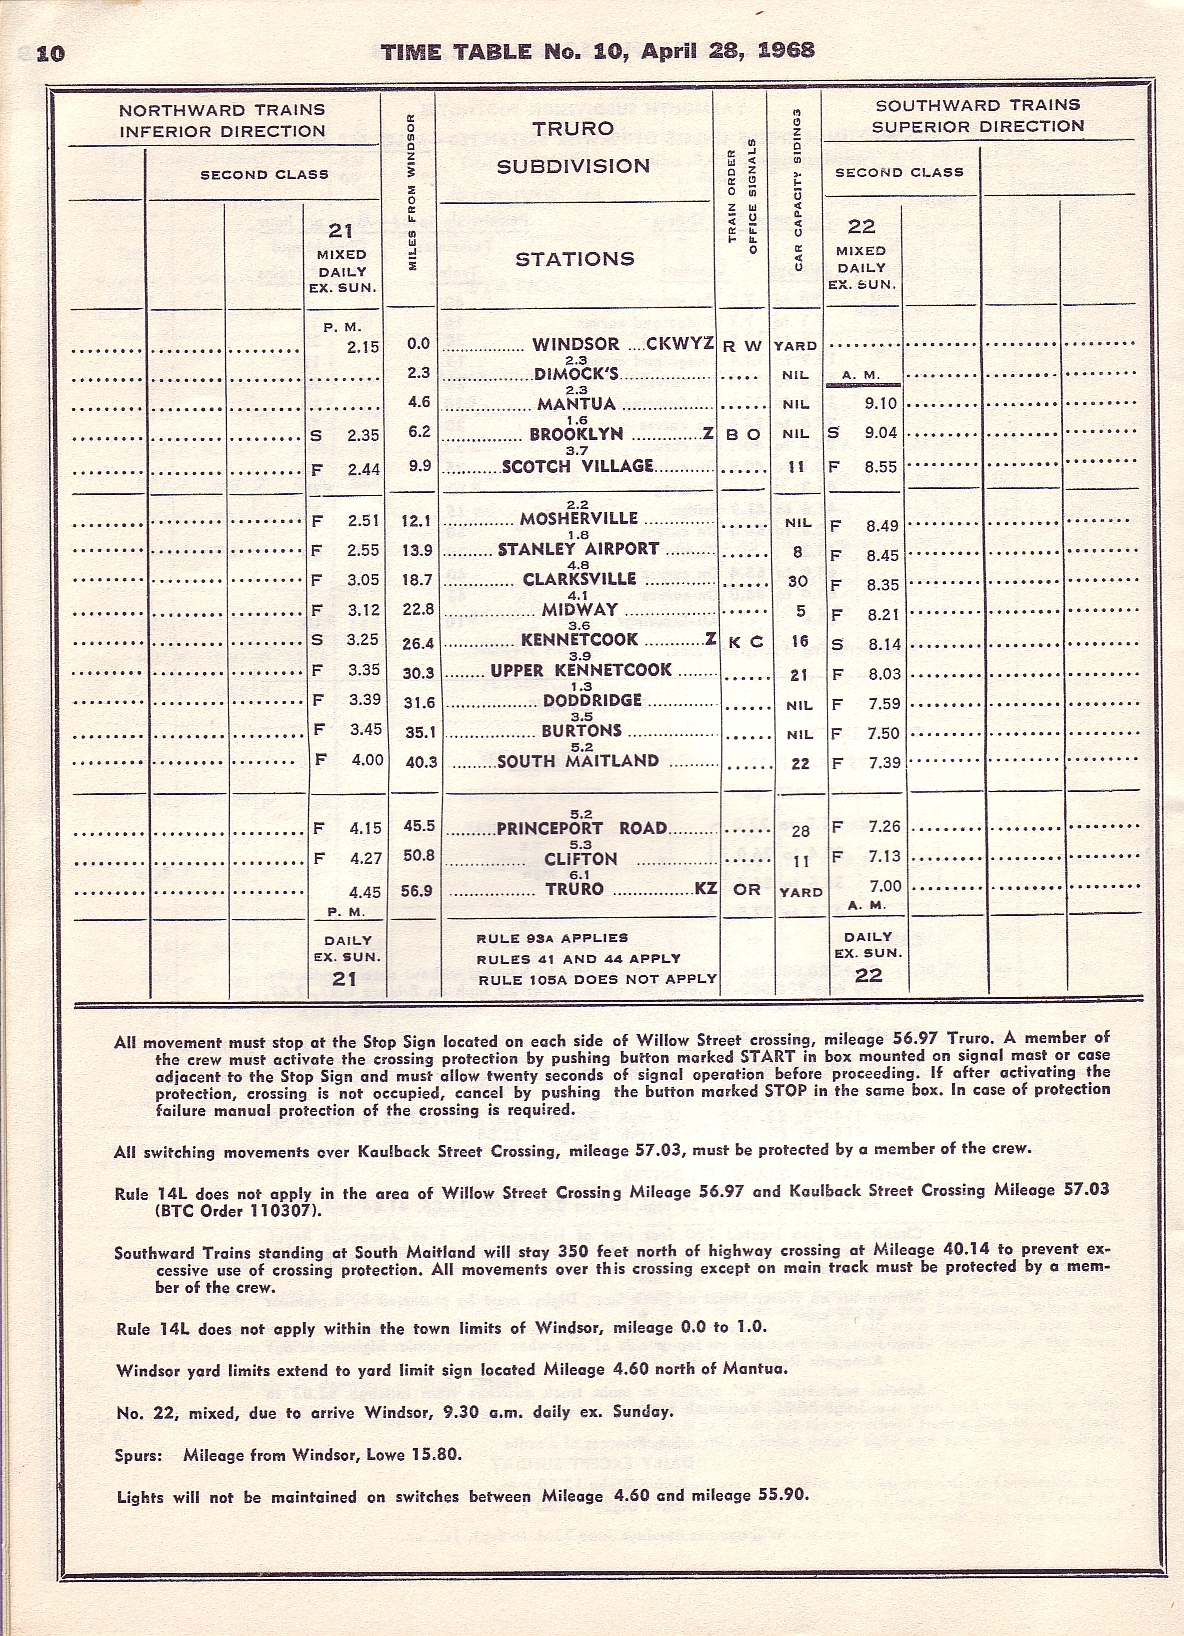 10 TIME TABLE No. 10, April 28, 1968
NORTHWARD TRAINS
INFERIOR DIRECTION
SECOND CLASS
21
MIXED
DAILY
EX. SUN.
MILES FROM WINDSOR
TRURO
SUBDIVISION
STATIONS
TRAIN ORDER
OFFICE SIGNALS
CAR CAPACITY SIDINGS
SOUTHWARD TRAINS
SUPERIOR DIRECTION
SECOND CLASS
22
MIXED
DAILY
EX. SUN.
P. M.
2.15 0.0 ................ WINDSOR ....CKWYZ R W YARD ........
2.3
......... 2.3 .................DIMOCK'S.................. ..... NIL A. M.
2.3
......... 4.6 ................. MANTUA ................. ...... NIL 9.10
1.6
S 2.35 6.2 ............... BROOKLYN .............Z B O NIL S 9.04
3.7
F 2.44 9.9 ...........SCOTCH VILLAGE............ ...... 11 F 8.55
2.2
F 2.51 12.1 ............. MOSHERVILLE ............. ...... NIL F 8.49
1.8
F 2.55 13.9 ......... STANLEY AIRPORT .......... ...... 8 F 8.45
4.8
F 3.05 18.7 ............. CLARKSVILLE ............. ...... 30 F 8.35
4.1
F 3.12 22.8 ................. MIDWAY ................. ...... 5 F 8.21
3.6
S 3.25 26.4 ............. KENNETCOOK ...........Z K C 16 S 8.14
3.9
F 3.35 30.3 ........ UPPER KENNETCOOK ........ ...... 21 F 8.03
1.3
F 3.39 31.6 ................. DODDRIDGE ............. ...... NIL F 7.59
3.5
F 3.45 35.1 ................. BURTONS ................. ...... NIL F 7.50
5.2
F 4.00 40.3 .........SOUTH MAITLAND .......... ...... 22 F 7.39
5.2
F 4.15 45.5 ..........PRINCEPORT ROAD.......... ...... 28 F 7.26
5.3
F 4.27 50.8 ................ CLIFTON ................ ...... 11 F 7.13
6.1
4.45 56.9 ................. TRURO ................KZ OR YARD 7.00
P. M. A. M.
DAILY
EX. SUN.
21
RULE 93A APPLIES
RULES 41 AND 44 APPLY
RULE 105A DOES NOT APPLY
DAILY
EX. SUN.
22
All movement must stop at the Stop Sign located on each side of Willow Street crossing, mileage 56.97 Truro. A member of
the crew must activate the crossing protection by pushing button marked START in box mounted on signal mast or case
adjacent to the Stop Sign and must allow twenty seconds of signal operation before proceeding. If after activating the
protection, crossing is not occupied, cancel by pushing the button marked STOP in the same box. In case of protection
failure manual protection of the crossing is required.
All switching movements over Kaulback Street Crossing, mileage 57.03, must be protected by a member of the crew.
Rule 14L does not apply in the area of Willow Street Crossing Mileage 56.97 and Kaulback Street Crossing Mileage 57.03
(BTC Order 110307).
Southward Trains standing at South Maitland will stay 350 feet north of highway crossing at Mileage 40.14 to prevent ex-
cessive use of crossing protection. All movements over this crossing except on main track must be protected by a mem-
ber of the crew.
Rule 14L does not apply within the town limits of Windsor, mileage 0.0 to 1.0.
Windsor yard limits extend to yard limit sign located Mileage 4.60 north of Mantua.
No. 22, mixed, due to arrive Windsor, 9.30 a.m. daily ex. Sunday.
Spurs: Mileage from Windsor, Lowe 15.80.
Lights will not be maintained on switches between Mileage 4.60 and mileage 55.90.